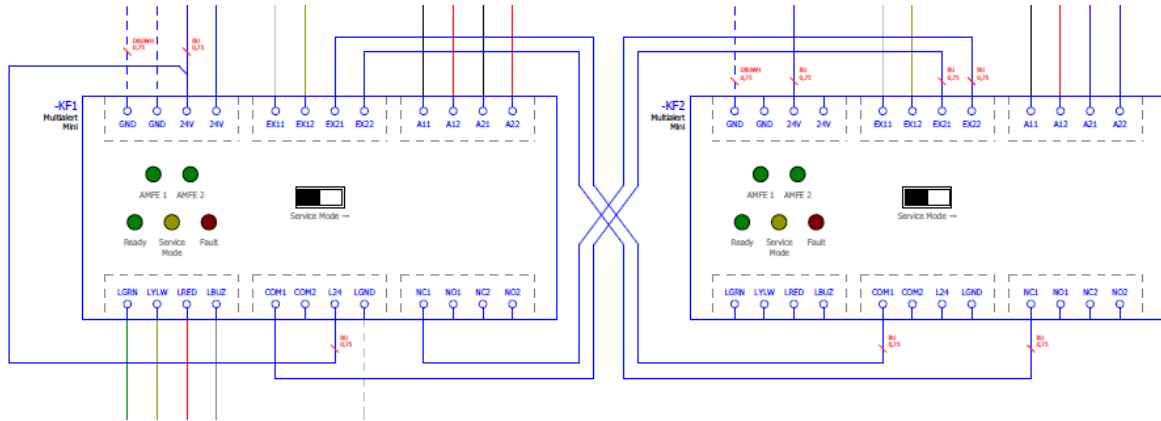 DBUWH
0,75
BU
0,75
DBUWH
0,75
BU
0,75
BU
0,75
BU
0,75
-KF1
Multialert
Mini
GND GND 24V 24V EX11 EX12 EX21 EX22 A11 A12 A21 A22
-KF2
Multialert
Mini
GND GND 24V 24V EX11 EX12 EX21 EX22 A11 A12 A21 A22
AMFE 1 AMFE 2
Service Mode →
Ready Service Mode Fault
AMFE 1 AMFE 2
Service Mode →
Ready Service Mode Fault
LGRN LYLW LRED LBUZ COM1 COM2 L24 LGND NC1 NO1 NC2 NO2
LGRN LYLW LRED LBUZ COM1 COM2 L24 LGND NC1 NO1 NC2 NO2
BU
0,75
BU
0,75
BU
0,75